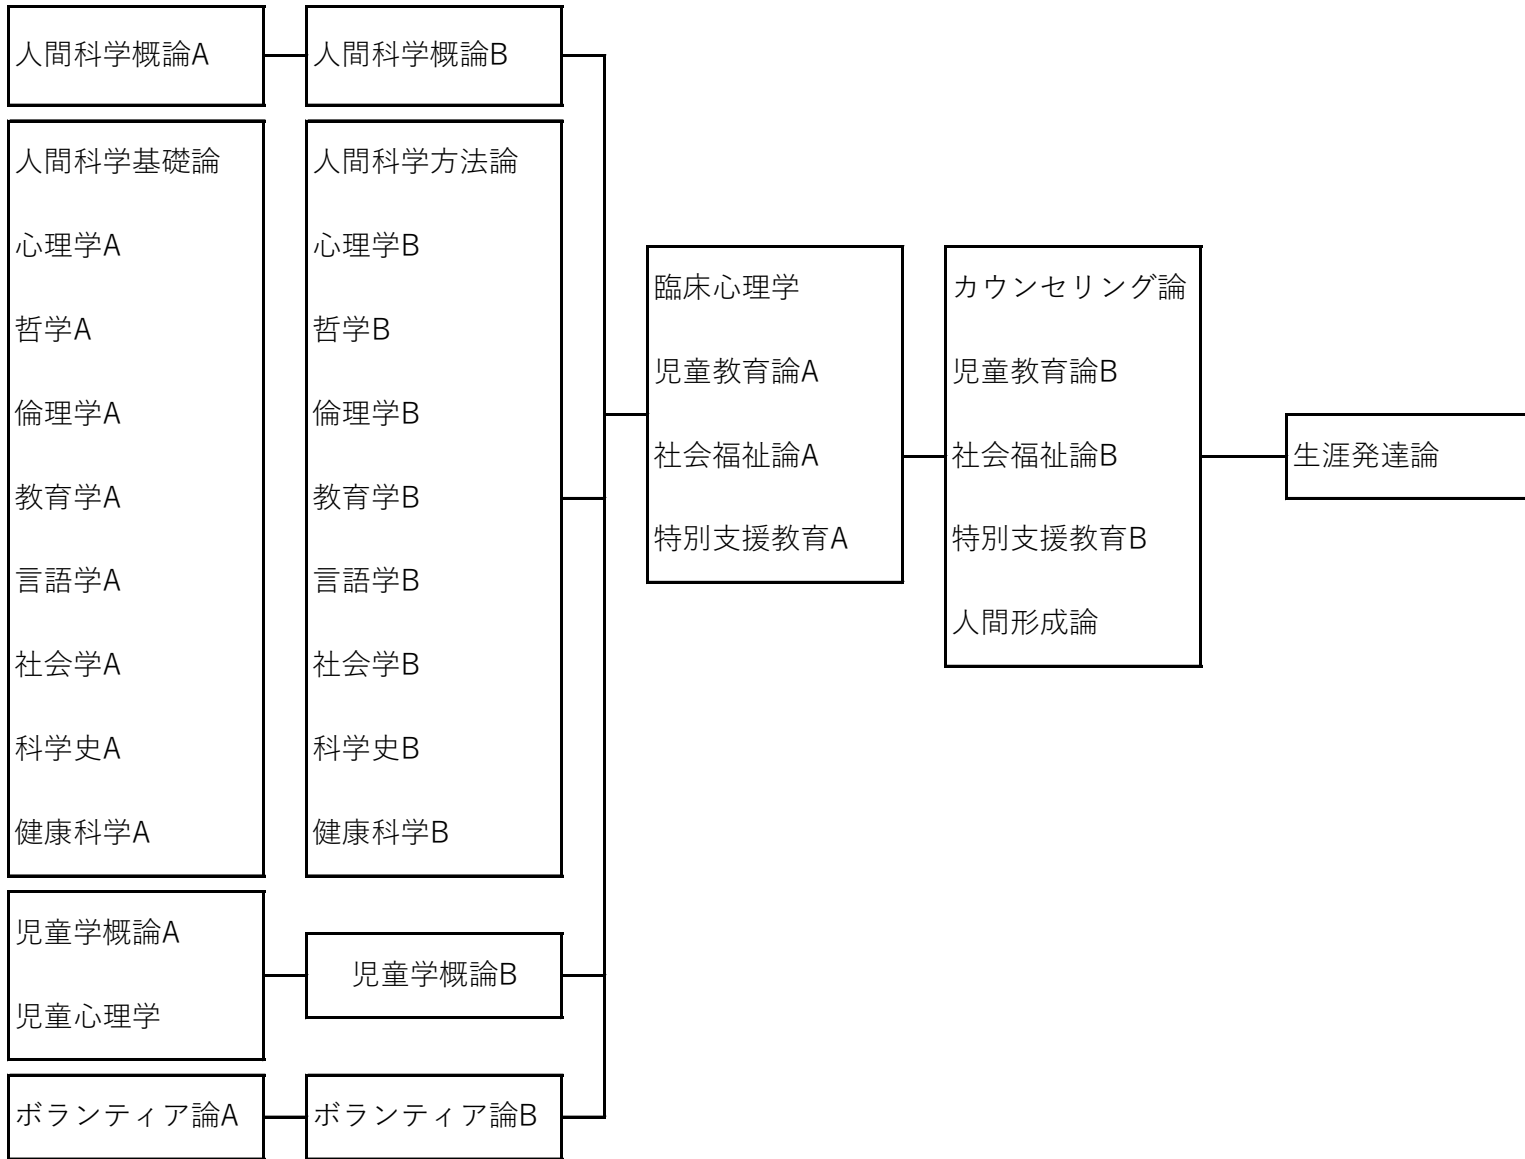 人間科学概論A
人間科学概論B
人間科学基礎論
心理学A
哲学A
倫理学A
教育学A
言語学A
社会学A
科学史A
健康科学A
人間科学方法論
心理学B
哲学B
倫理学B
教育学B
言語学B
社会学B
科学史B
健康科学B
児童学概論A
児童心理学
児童学概論B
ボランティア論A
ボランティア論B
臨床心理学
児童教育論A
社会福祉論A
特別支援教育A
カウンセリング論
児童教育論B
社会福祉論B
特別支援教育B
人間形成論
生涯発達論